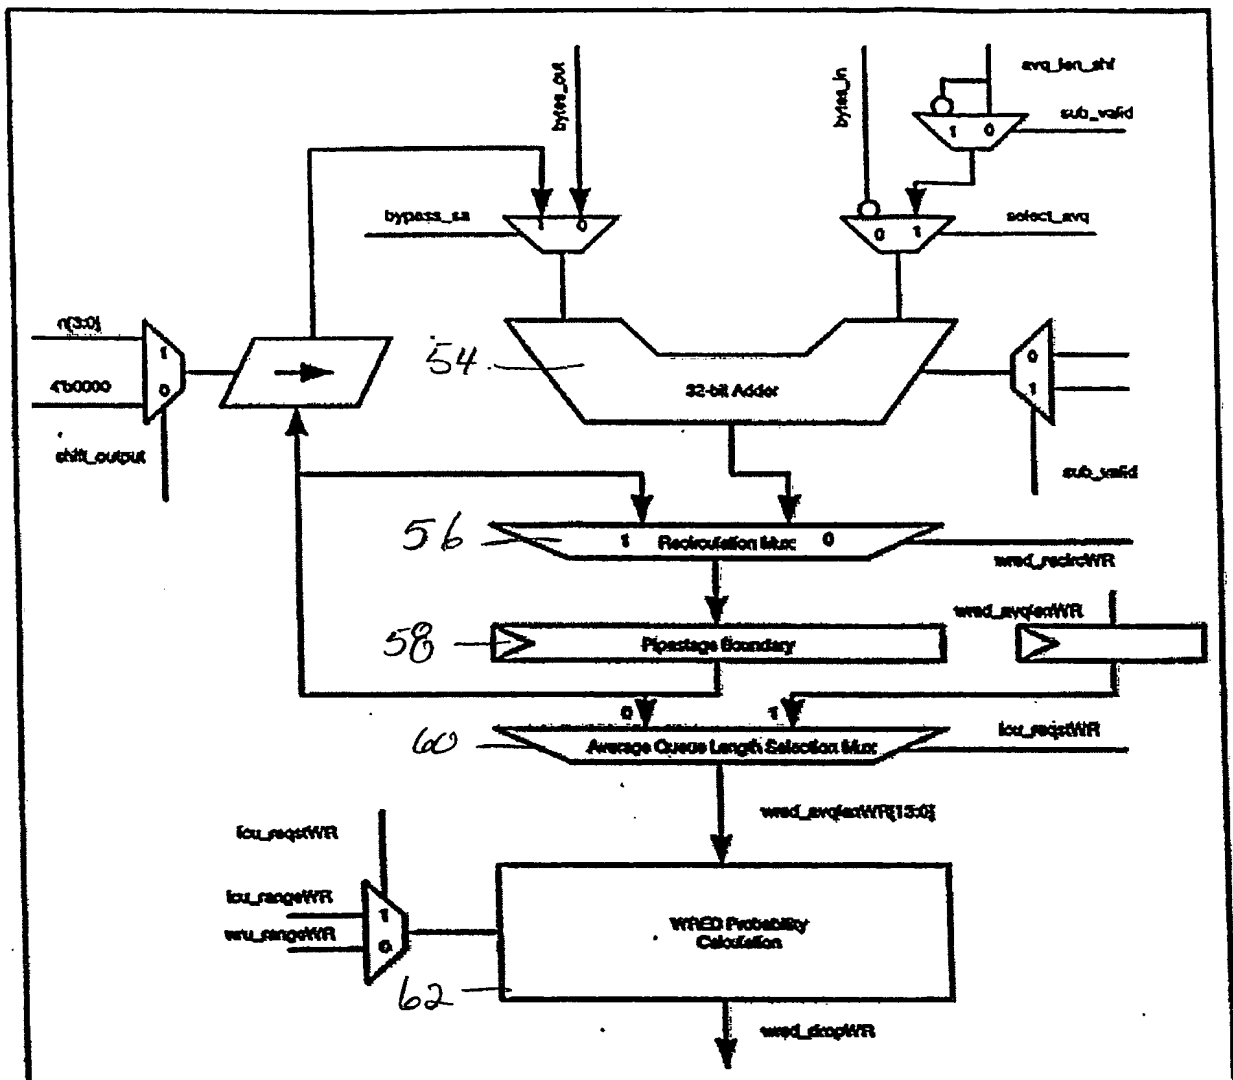 bytes_out
bytes_in
avq_len_shf
1 0
sub_valid
bypass_sa
1 0
0 1
select_avq
n[3:0]
1
4'b0000
0
shift_output
54
32-bit Adder
0
1
sub_valid
56
1 Recirculation Mux 0
wred_recircWR
wred_avqlenWR
58
Pipestage Boundary
0 1
60
Average Queue Length Selection Mux
lcu_reqstWR
wred_avqlenWR[15:0]
lcu_reqstWR
lcu_rangeWR
1
wru_rangeWR
0
WRED Probability
Calculation
62
wred_dropWR